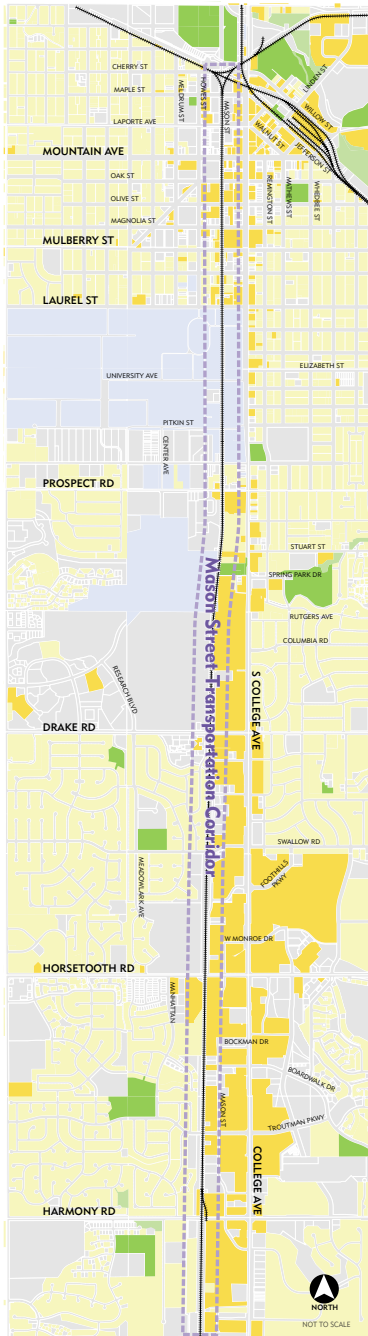 CHERRY ST
LINDEN ST
MAPLE ST
MELDRUM ST
HOWES ST
MASON ST
WILLOW ST
LAPORTE AVE
WALNUT ST
JEFFERSON ST
MOUNTAIN AVE
OAK ST
REMINGTON ST
MATHEWS ST
WHEDBEE ST
OLIVE ST
MAGNOLIA ST
MULBERRY ST
LAUREL ST
ELIZABETH ST
UNIVERSITY AVE
PITKIN ST
CENTER AVE
PROSPECT RD
STUART ST
SPRING PARK DR
RUTGERS AVE
COLUMBIA RD
Mason Street Transportation Corridor
RESEARCH BLVD
S COLLEGE AVE
DRAKE RD
SWALLOW RD
FOOTHILLS
PKWY
MEADOWLARK AVE
W MONROE DR
HORSETOOTH RD
MANHATTAN
BOCKMAN DR
BOARDWALK DR
MASON ST
TROUTMAN PKWY
COLLEGE AVE
HARMONY RD
NORTH
NOT TO SCALE